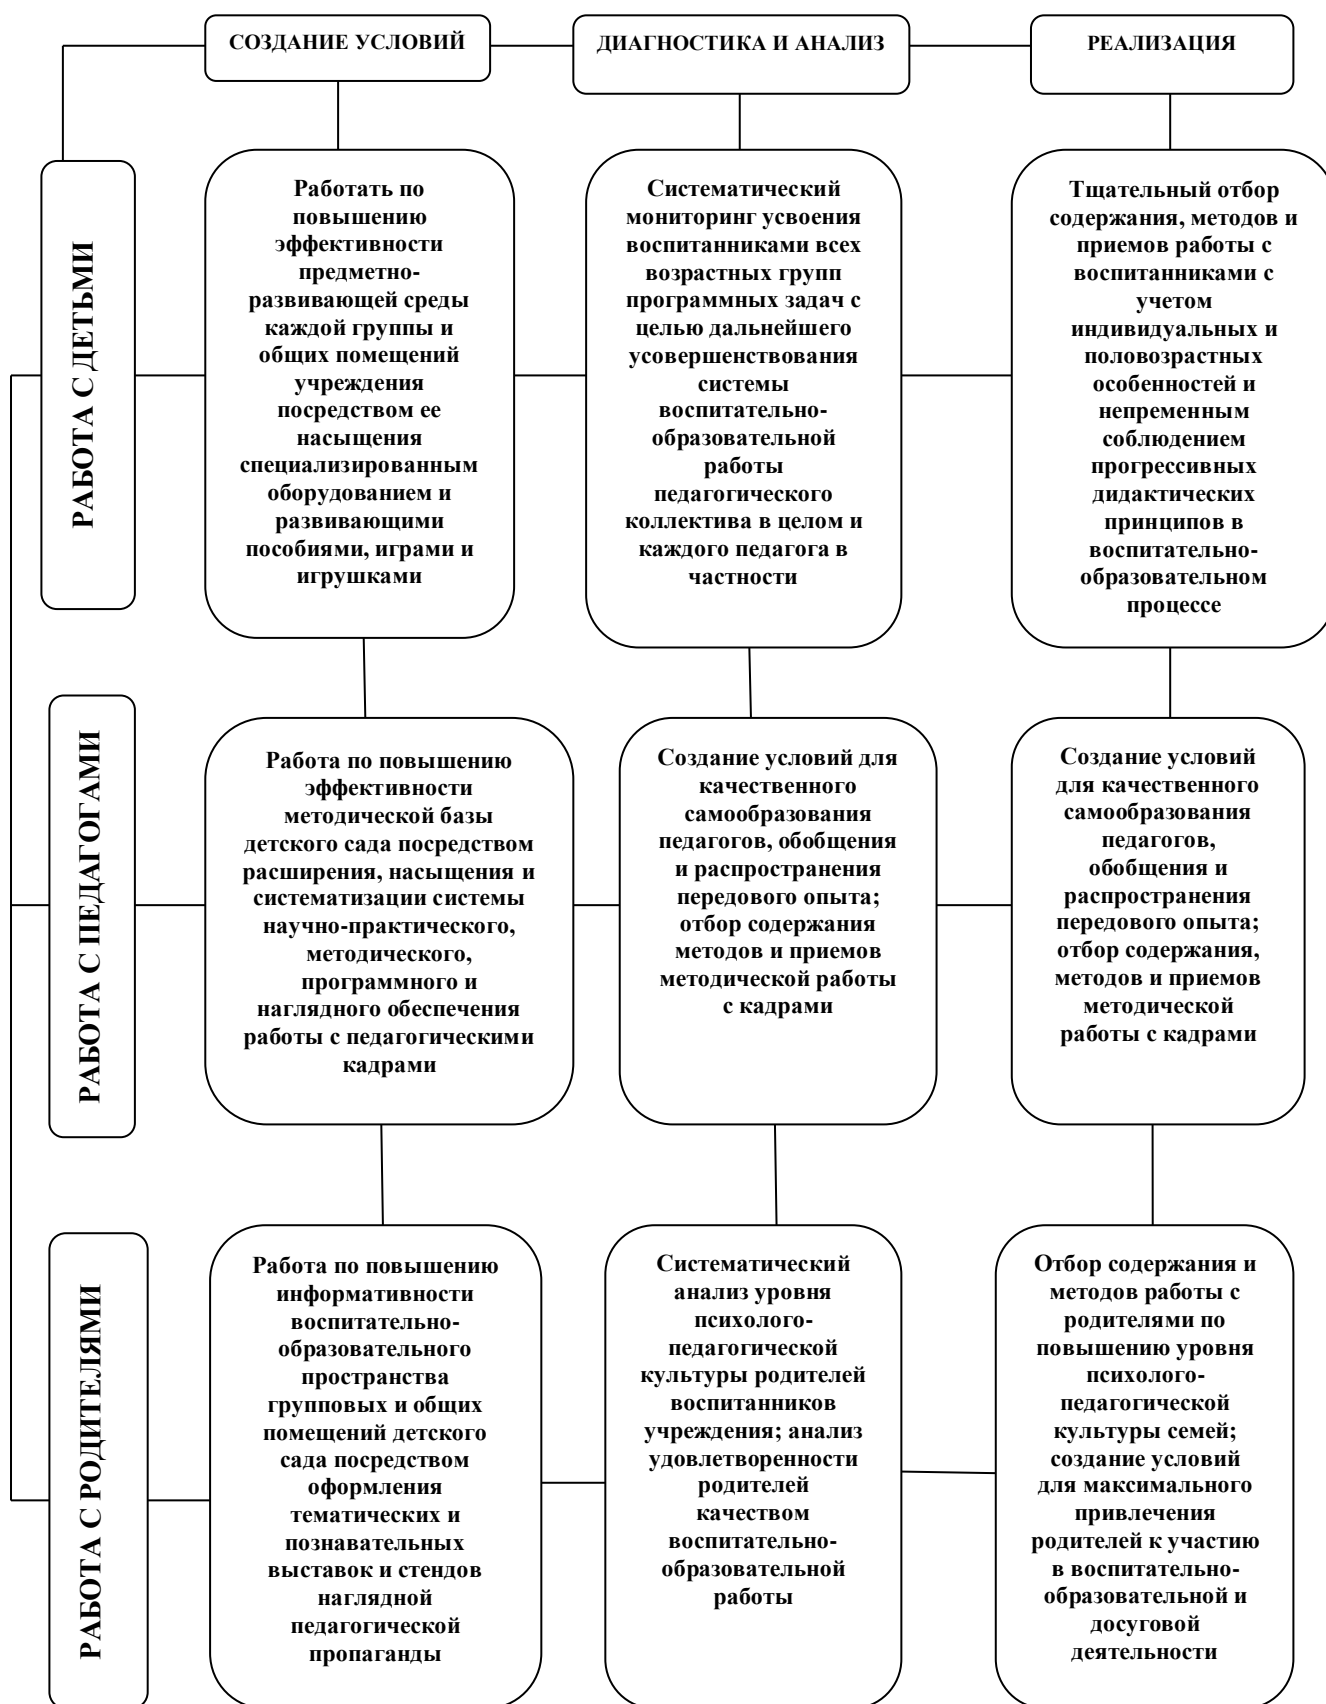 СОЗДАНИЕ УСЛОВИЙ
ДИАГНОСТИКА И АНАЛИЗ
РЕАЛИЗАЦИЯ
РАБОТА С ДЕТЬМИ
Работать по
повышению
эффективности
предметно-
развивающей среды
каждой группы и
общих помещений
учреждения
посредством ее
насыщения
специализированным
оборудованием и
развивающими
пособиями, играми и
игрушками
Систематический
мониторинг усвоения
воспитанниками всех
возрастных групп
программных задач с
целью дальнейшего
усовершенствования
системы
воспитательно-
образовательной
работы
педагогического
коллектива в целом и
каждого педагога в
частности
Тщательный отбор
содержания, методов и
приемов работы с
воспитанниками с
учетом
индивидуальных и
половозрастных
особенностей и
непременным
соблюдением
прогрессивных
дидактических
принципов в
воспитательно-
образовательном
процессе
РАБОТА С ПЕДАГОГАМИ
Работа по повышению
эффективности
методической базы
детского сада посредством
расширения, насыщения и
систематизации системы
научно-практического,
методического,
программного и
наглядного обеспечения
работы с педагогическими
кадрами
Создание условий для
качественного
самообразования
педагогов, обобщения
и распространения
передового опыта;
отбор содержания
методов и приемов
методической работы
с кадрами
Создание условий
для качественного
самообразования
педагогов,
обобщения и
распространения
передового опыта;
отбор содержания,
методов и приемов
методической
работы с кадрами
РАБОТА С РОДИТЕЛЯМИ
Работа по повышению
информативности
воспитательно-
образовательного
пространства
групповых и общих
помещений детского
сада посредством
оформления
тематических и
познавательных
выставок и стендов
наглядной
педагогической
пропаганды
Систематический
анализ уровня
психолого-
педагогической
культуры родителей
воспитанников
учреждения; анализ
удовлетворенности
родителей
качеством
воспитательно-
образовательной
работы
Отбор содержания и
методов работы с
родителями по
повышению уровня
психолого-
педагогической
культуры семей;
создание условий
для максимального
привлечения
родителей к участию
в воспитательно-
образовательной и
досуговой
деятельности